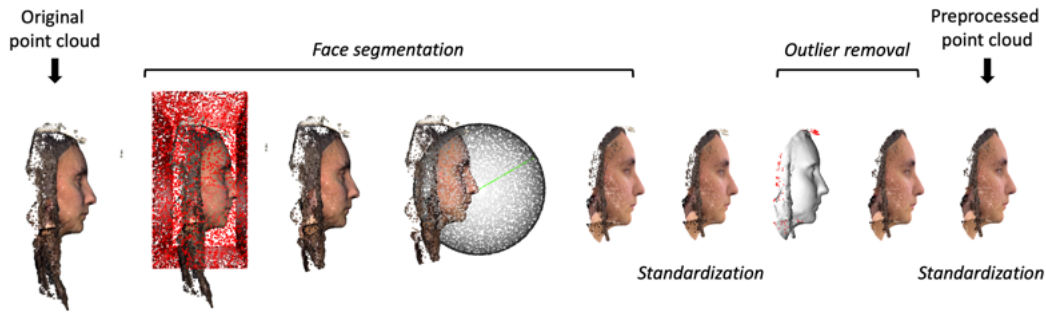 Original
point cloud
Face segmentation
Outlier removal
Preprocessed
point cloud
Standardization
Standardization